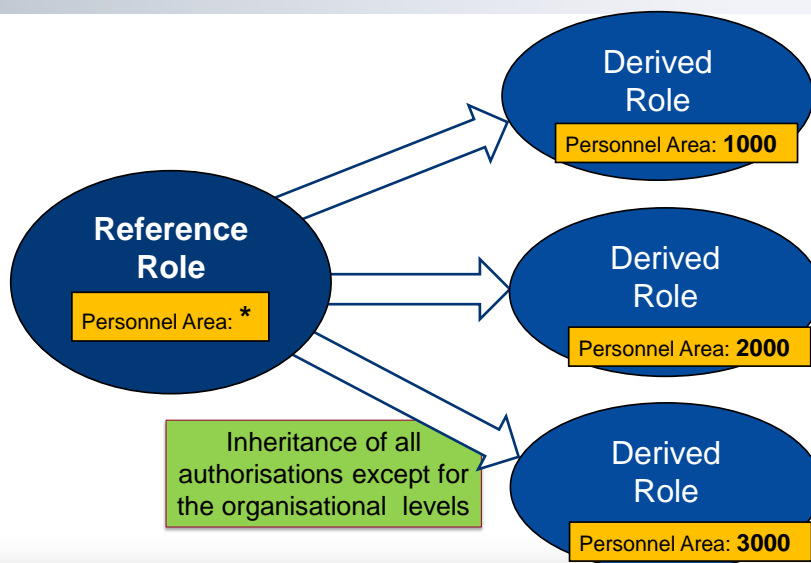 Derived
Role
Personnel Area: 1000
Reference
Role
Personnel Area: *
Derived
Role
Personnel Area: 2000
Inheritance of all
authorisations except for
the organisational levels
Derived
Role
Personnel Area: 3000